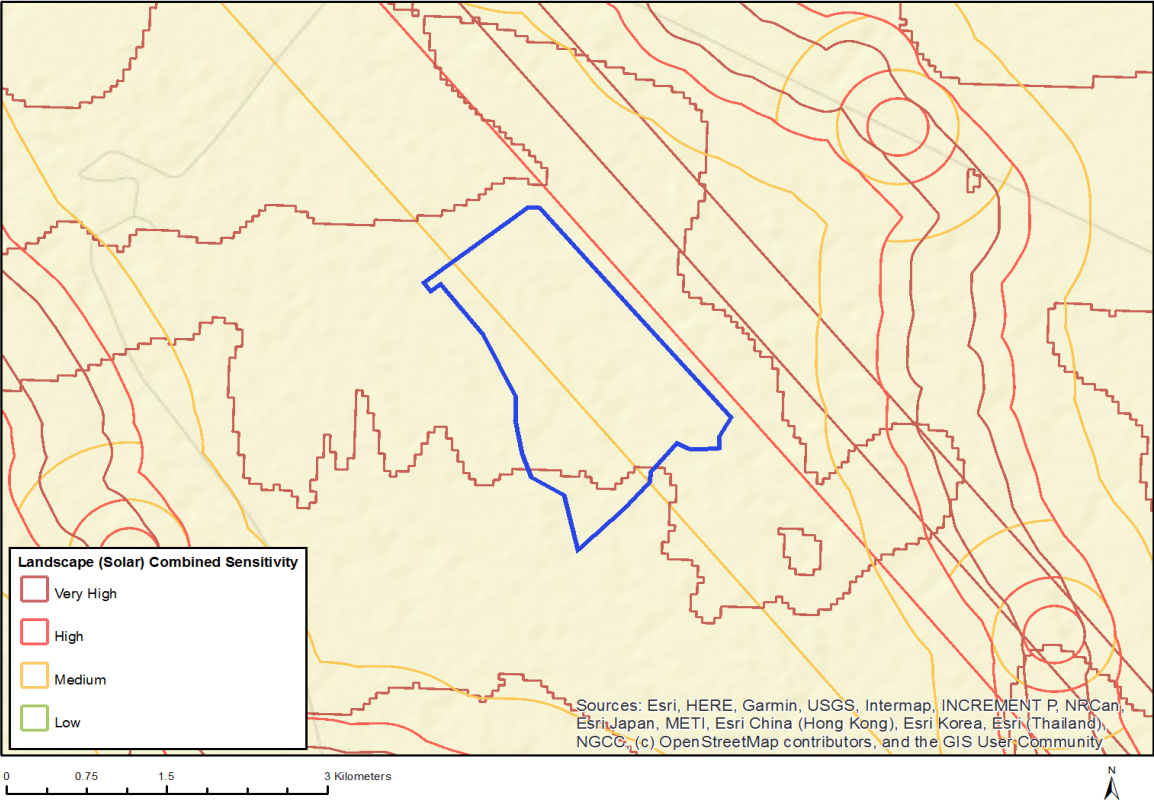 Landscape (Solar) Combined Sensitivity
Very High
High
Medium
Low
Sources: Esri, HERE, Garmin, USGS, Intermap, INCREMENT P, NRCan,
Esri Japan, METI, Esri China (Hong Kong), Esri Korea, Esri (Thailand),
NGCC, (c) OpenStreetMap contributors, and the GIS User Community
0 0.75 1.5 3 Kilometers
N